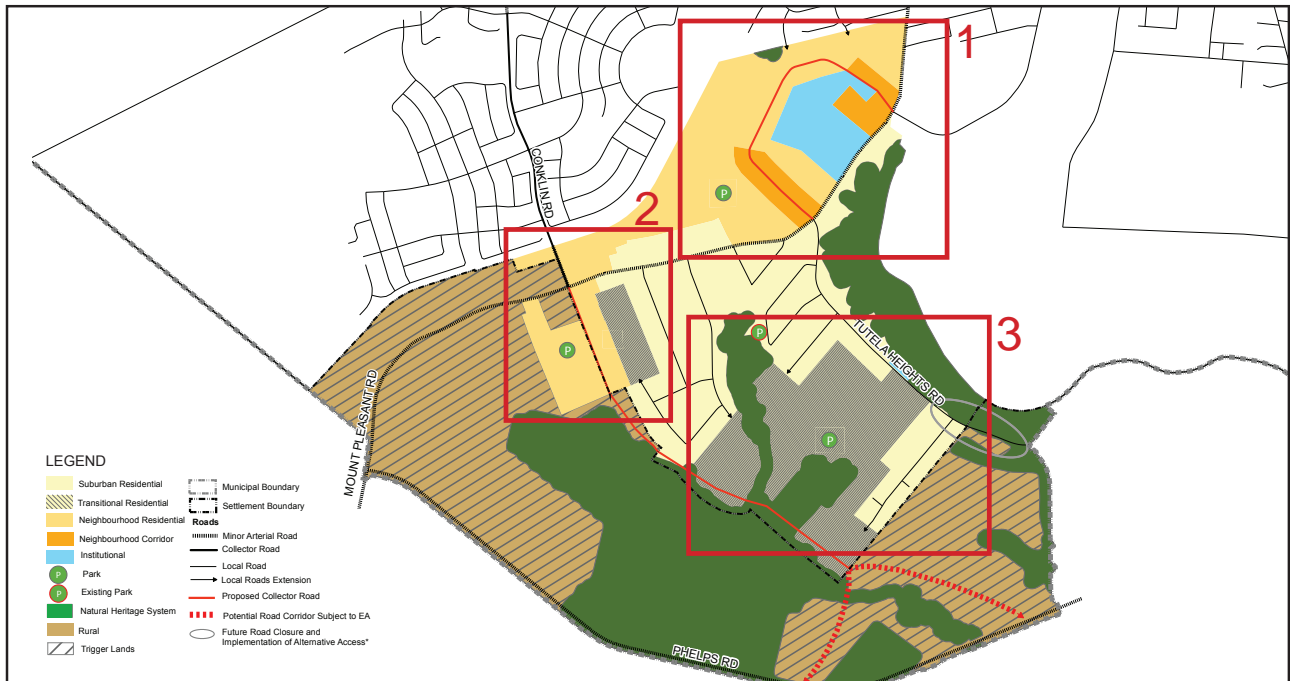 1
CONKLIN RD
P
2
P
3
P
TUTELA HEIGHTS RD
P
MOUNT PLEASANT RD
P
PHELPS RD
LEGEND
Suburban Residential
Transitional Residential
Neighbourhood Residential
Neighbourhood Corridor
Institutional
P Park
P Existing Park
Natural Heritage System
Rural
Trigger Lands
Municipal Boundary
Settlement Boundary
Roads
Minor Arterial Road
Collector Road
Local Road
Local Roads Extension
Proposed Collector Road
Potential Road Corridor Subject to EA
Future Road Closure and
Implementation of Alternative Access*